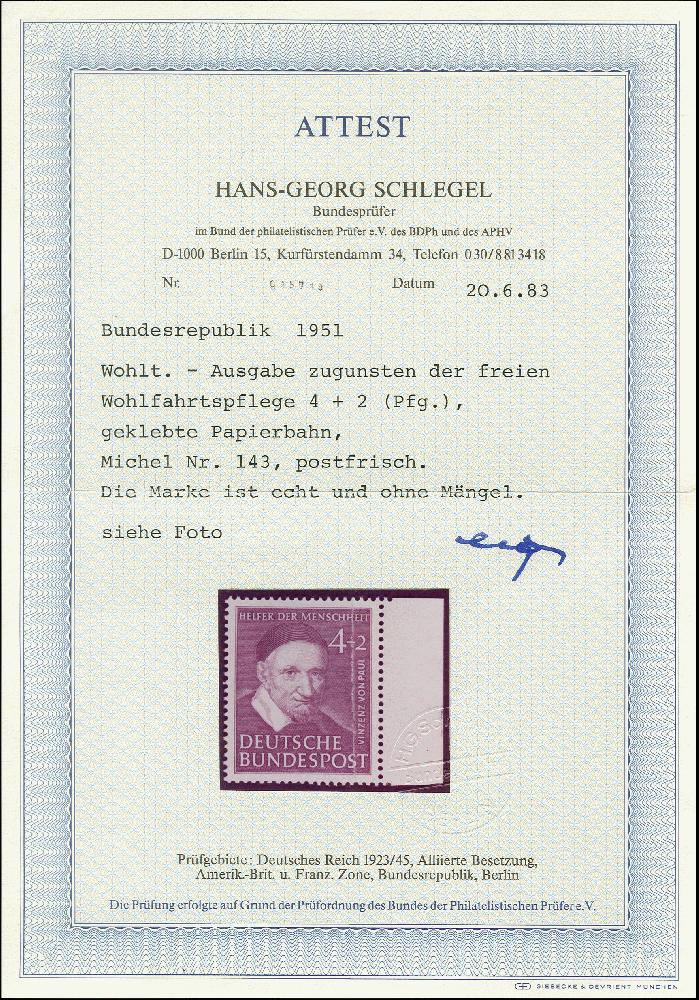 ATTEST
HANS-GEORG SCHLEGEL
Bundesprüfer
im Bund der philatelistischen Prüfer e.V. des BDPh und des APHV
D-1000 Berlin 15, Kurfürstendamm 34, Telefon 030/8813418
Nr. Datum 20.6.83
Bundesrepublik 1951
Wohlt. - Ausgabe zugunsten der freien
Wohlfahrtspflege 4 + 2 (Pfg.),
geklebte Papierbahn,
Michel Nr. 143, postfrisch.
Die Marke ist echt und ohne Mängel.
siehe Foto
HELFER DER MENSCHHEIT
4+2
VINZENZ VON PAUL
DEUTSCHE
BUNDESPOST
Prüfgebiete: Deutsches Reich 1923/45, Alliierte Besetzung,
Amerik.-Brit. u. Franz. Zone, Bundesrepublik, Berlin
Die Prüfung erfolgte auf Grund der Prüfordnung des Bundes der Philatelistischen Prüfer e.V.
GIESECKE & DEVRIENT MÜNCHEN